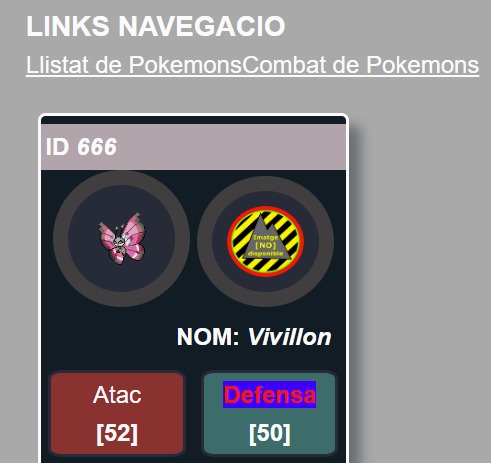 LINKS NAVEGACIO
Llistat de PokemonsCombat de Pokemons
ID 666
Imatge
[NO]
disponible
NOM: Vivillon
Atac
[52]
Defensa
[50]